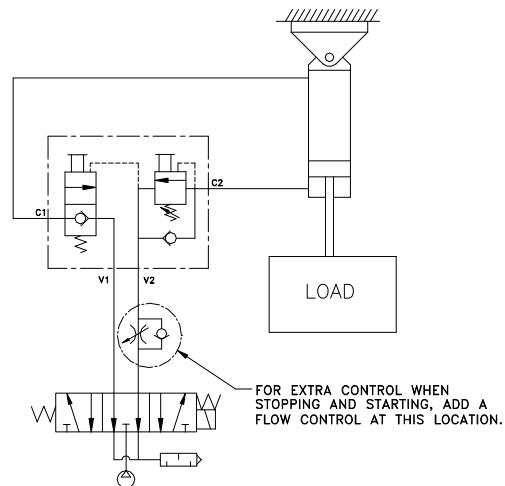 C1
C2
V1
V2
LOAD
FOR EXTRA CONTROL WHEN
STOPPING AND STARTING, ADD A
FLOW CONTROL AT THIS LOCATION.